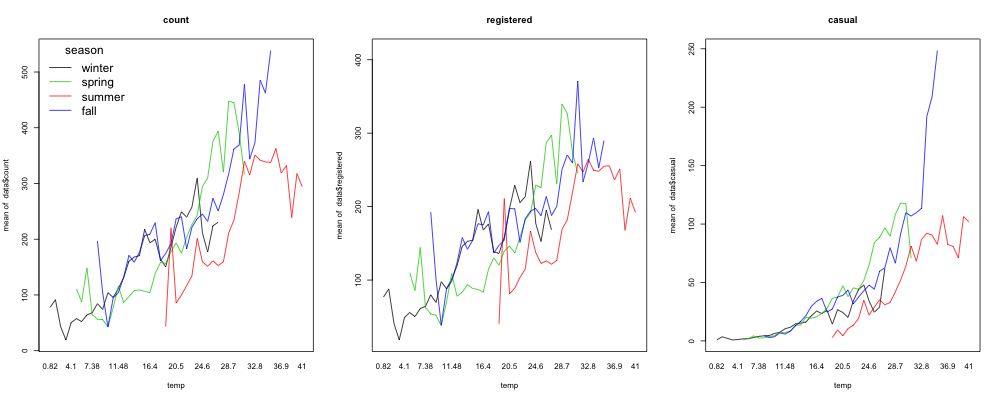 count
season
winter
spring
summer
fall
mean of data$count
0
100
200
300
400
500
0.82 4.1 7.38 11.48 16.4 20.5 24.6 28.7 32.8 36.9 41
temp
registered
mean of data$registered
100
200
300
400
0.82 4.1 7.38 11.48 16.4 20.5 24.6 28.7 32.8 36.9 41
temp
casual
mean of data$casual
0
50
100
150
200
250
0.82 4.1 7.38 11.48 16.4 20.5 24.6 28.7 32.8 36.9 41
temp